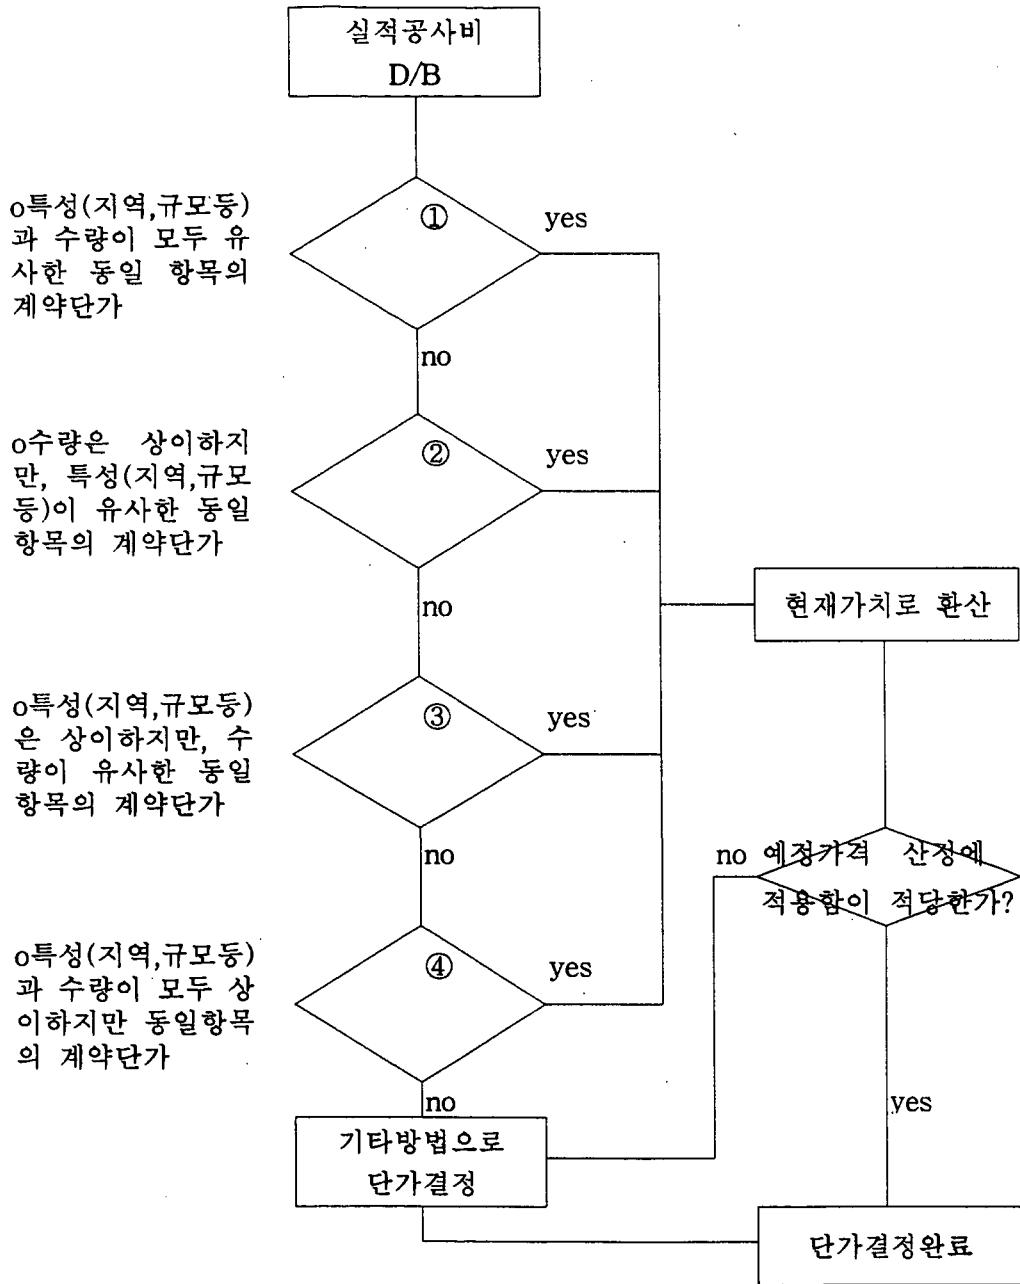 실적공사비
D/B
o특성(지역,규모등)
과 수량이 모두 유
사한 동일 항목의
계약단가
①
yes
no
o수량은 상이하지
만, 특성(지역,규모
등)이 유사한 동일
항목의 계약단가
②
yes
no
현재가치로 환산
o특성(지역,규모등)
은 상이하지만, 수
량이 유사한 동일
항목의 계약단가
③
yes
no
no 예정가격 산정에
적용함이 적당한가?
o특성(지역,규모등)
과 수량이 모두 상
이하지만 동일항목
의 계약단가
④
yes
no
yes
기타방법으로
단가결정
단가결정완료